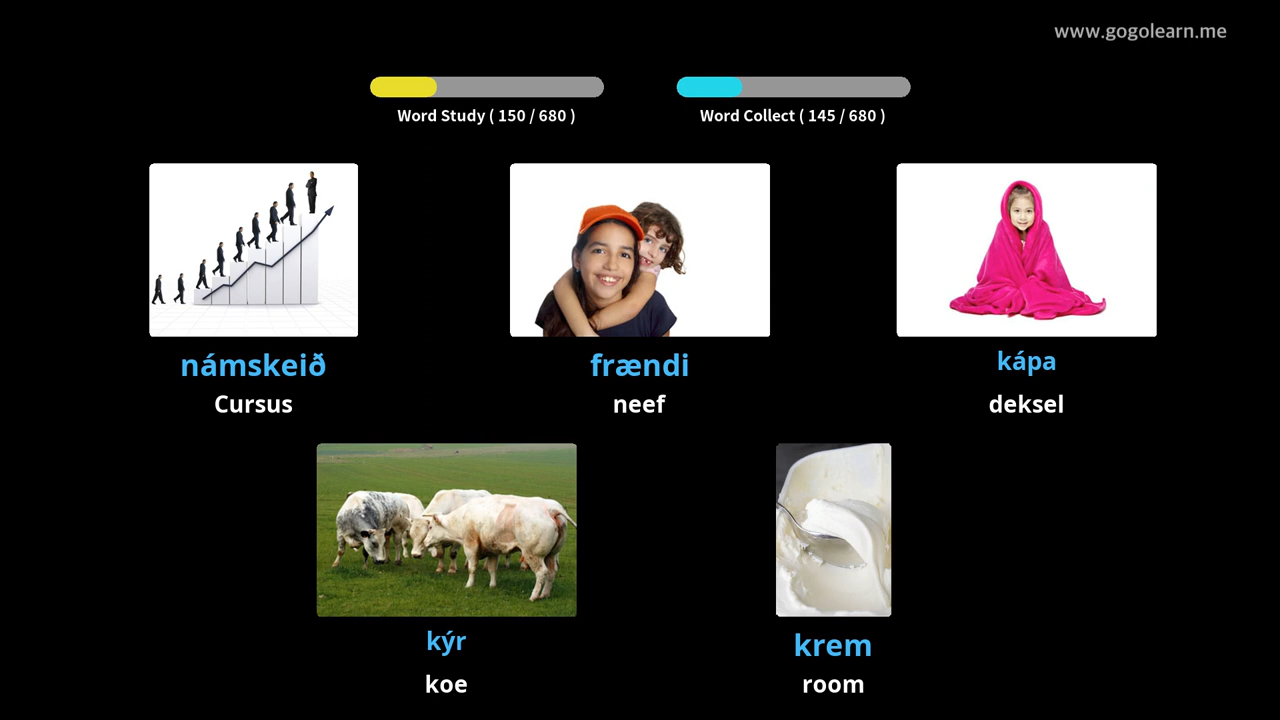 www.gogolearn.me
Word Study ( 150 / 680 )
Word Collect ( 145 / 680 )
námskeið
Cursus
frændi
neef
kápa
deksel
kýr
koe
krem
room